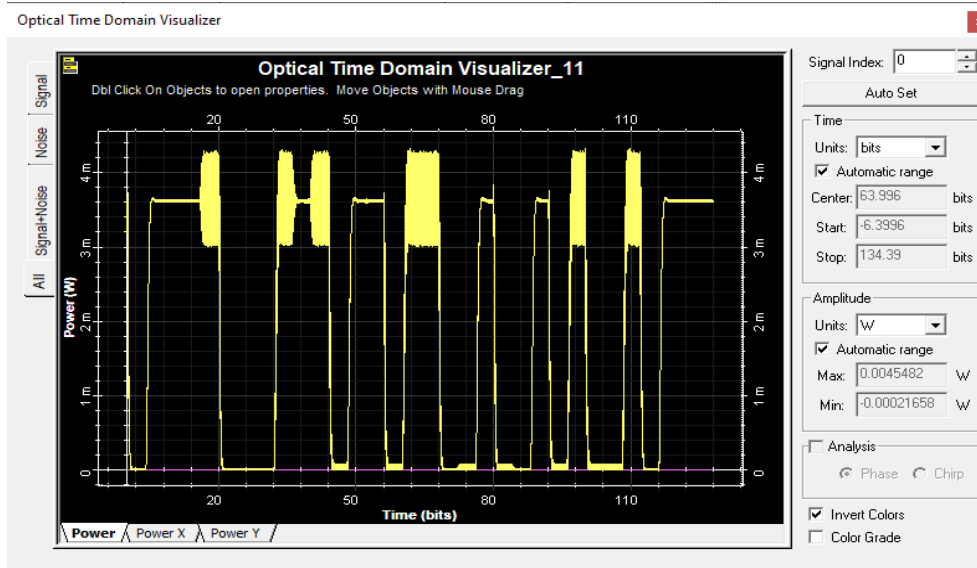 Optical Time Domain Visualizer
Signal
Noise
Signal+Noise
All
Optical Time Domain Visualizer_11
Dbl Click On Objects to open properties. Move Objects with Mouse Drag
20 50 80 110
4 m
3 m
2 m
1 m
0
Power (W)
4 m
3 m
2 m
1 m
0
20 50 80 110
Time (bits)
Power Power X Power Y
Signal Index: 0
Auto Set
Time
Units: bits
Automatic range
Center: 63.996 bits
Start: -6.3996 bits
Stop: 134.39 bits
Amplitude
Units: W
Automatic range
Max: 0.0045482 W
Min: -0.00021658 W
Analysis
Phase Chirp
Invert Colors
Color Grade